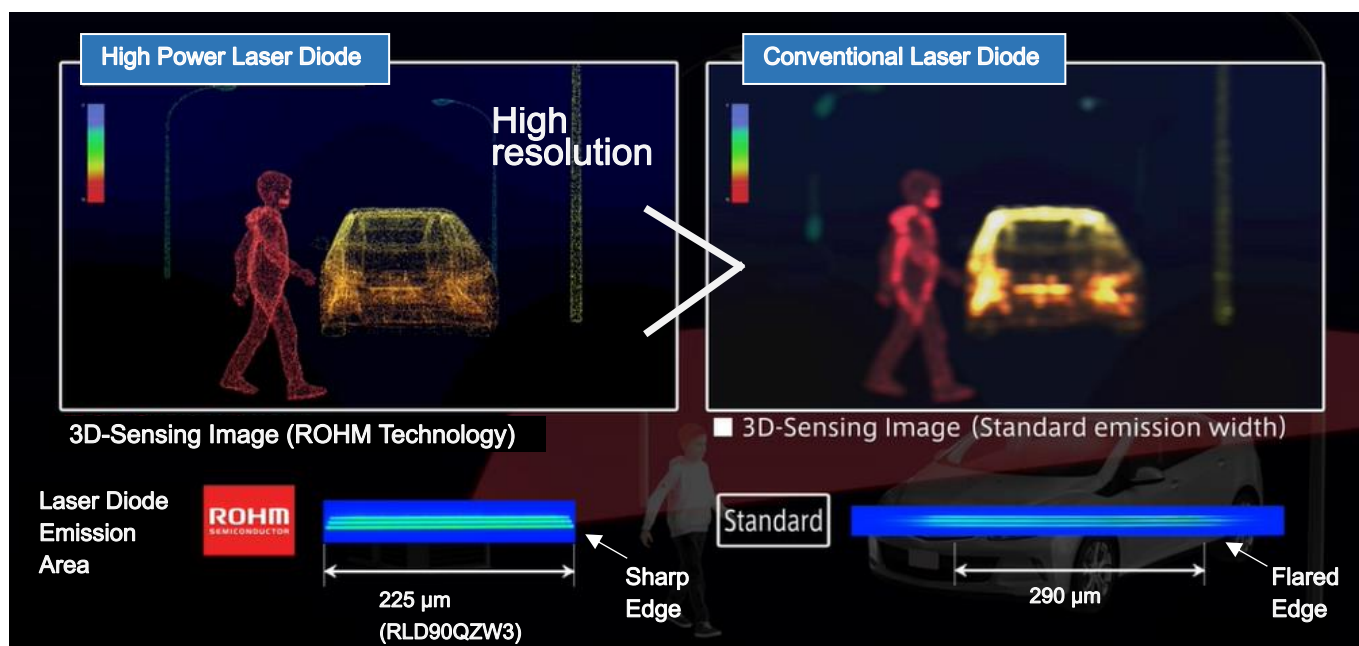 High Power Laser Diode
Conventional Laser Diode
High
resolution
3D-Sensing Image (ROHM Technology)
3D-Sensing Image (Standard emission width)
Laser Diode
Emission
Area
ROHM
SEMICONDUCTOR
225 µm
(RLD90QZW3)
Sharp
Edge
Standard
290 µm
Flared
Edge